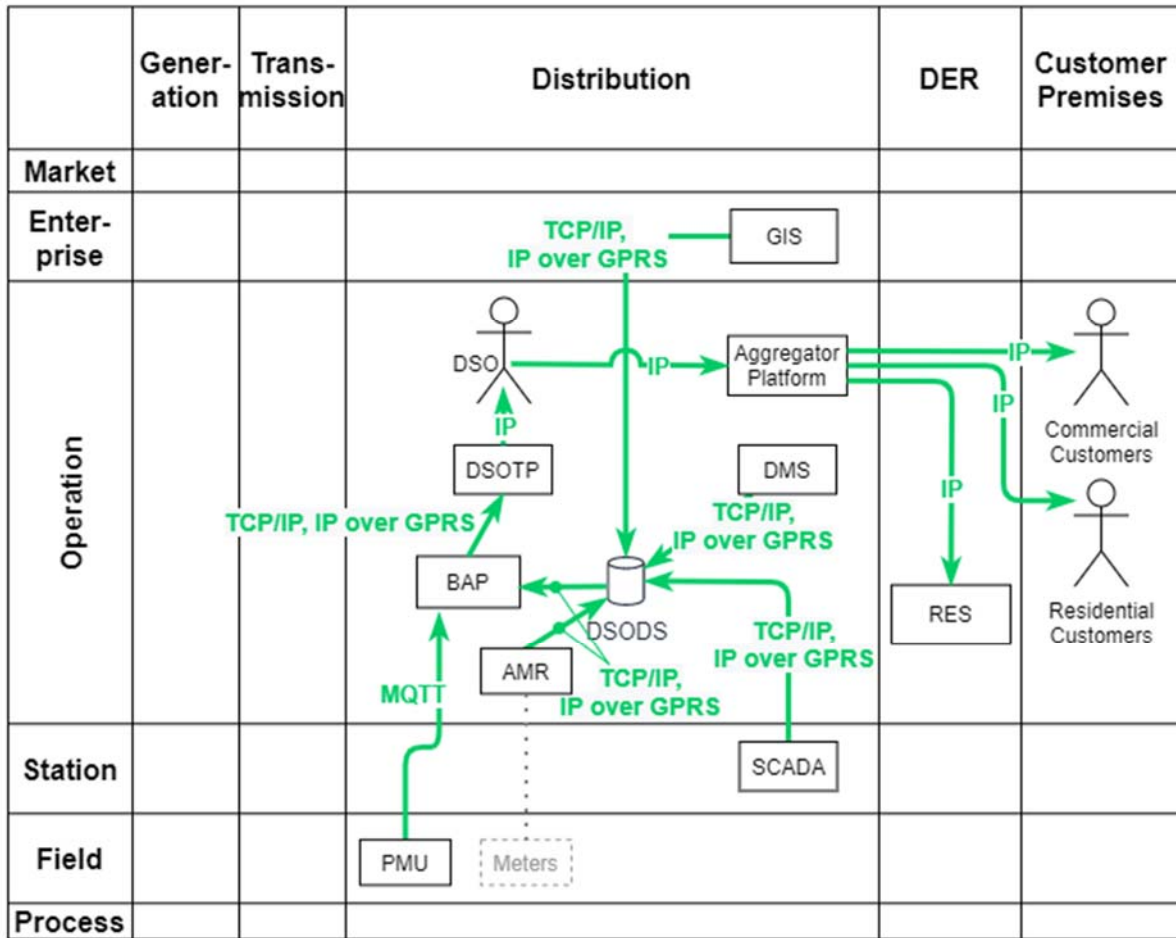 Gener-
ation
Trans-
mission
Distribution
DER
Customer
Premises
Market
Enter-
prise
TCP/IP,
IP over GPRS
GIS
Operation
DSO
IP
Aggregator
Platform
IP
Commercial
Customers
IP
DSOTP
DMS
IP
IP
TCP/IP, IP over GPRS
TCP/IP,
IP over GPRS
BAP
DSODS
RES
Residential
Customers
AMR
TCP/IP,
IP over GPRS
TCP/IP,
IP over GPRS
MQTT
Station
SCADA
Field
PMU
Meters
Process